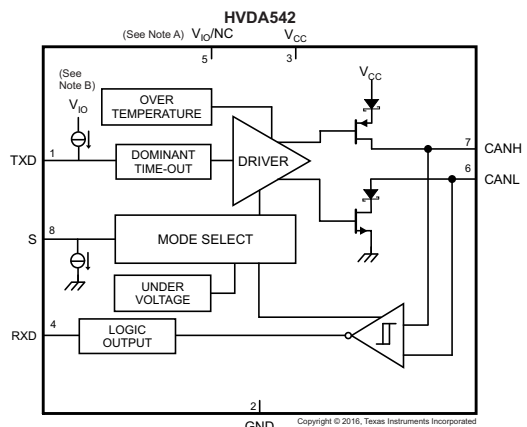 HVDA542
(See Note A) VIO/NC
VCC
5
3
(See
Note B)
VIO
VCC
OVER
TEMPERATURE
TXD
1
DOMINANT
TIME-OUT
DRIVER
7
CANH
6
CANL
S
8
MODE SELECT
UNDER
VOLTAGE
RXD
4
LOGIC
OUTPUT
2
GND
Copyright © 2016, Texas Instruments Incorporated